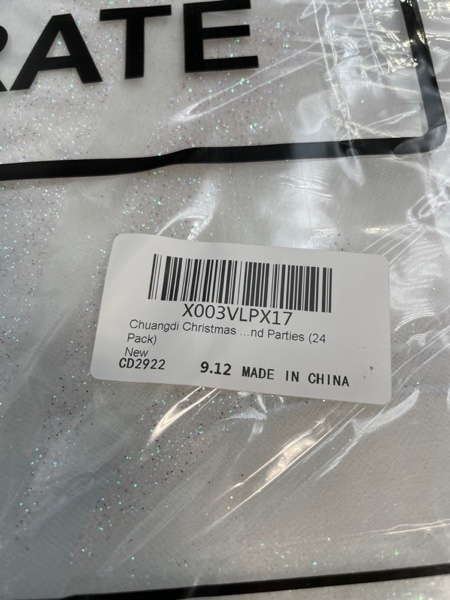 RATE
X003VLPX17
Chuangdi Christmas ...nd Parties (24
Pack)
New
CD2922 9.12 MADE IN CHINA